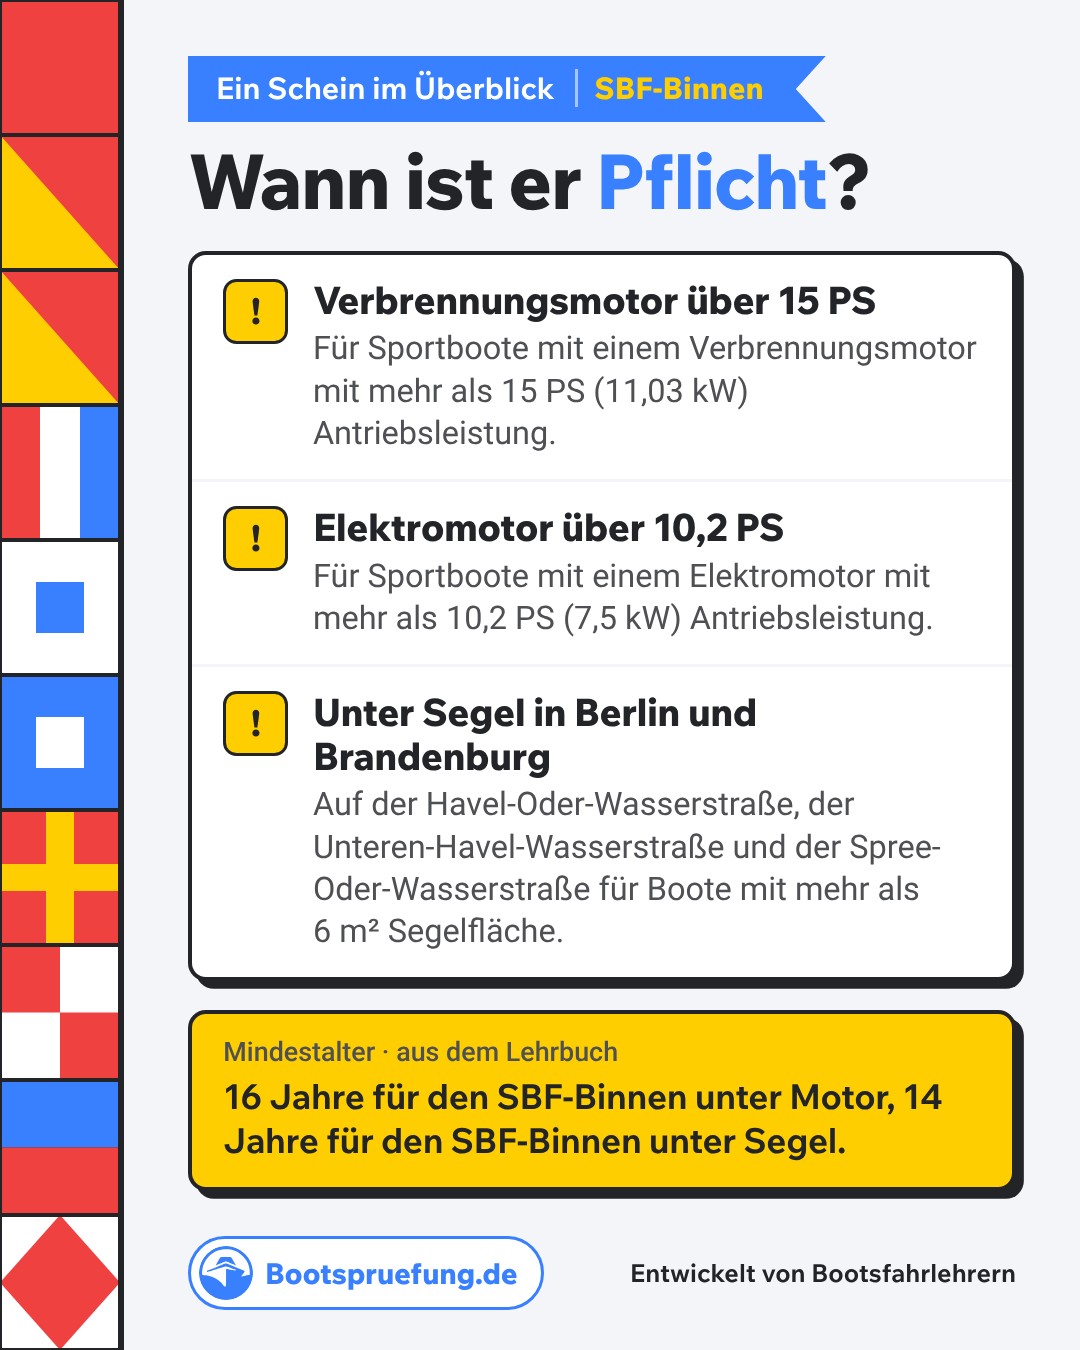 Ein Schein im Überblick | SBF-Binnen
Wann ist er Pflicht?
!
Verbrennungsmotor über 15 PS
Für Sportboote mit einem Verbrennungsmotor
mit mehr als 15 PS (11,03 kW)
Antriebsleistung.
!
Elektromotor über 10,2 PS
Für Sportboote mit einem Elektromotor mit
mehr als 10,2 PS (7,5 kW) Antriebsleistung.
!
Unter Segel in Berlin und
Brandenburg
Auf der Havel-Oder-Wasserstraße, der
Unteren-Havel-Wasserstraße und der Spree-
Oder-Wasserstraße für Boote mit mehr als
6 m² Segelfläche.
Mindestalter · aus dem Lehrbuch
16 Jahre für den SBF-Binnen unter Motor, 14
Jahre für den SBF-Binnen unter Segel.
Bootspruefung.de
Entwickelt von Bootsfahrlehrern